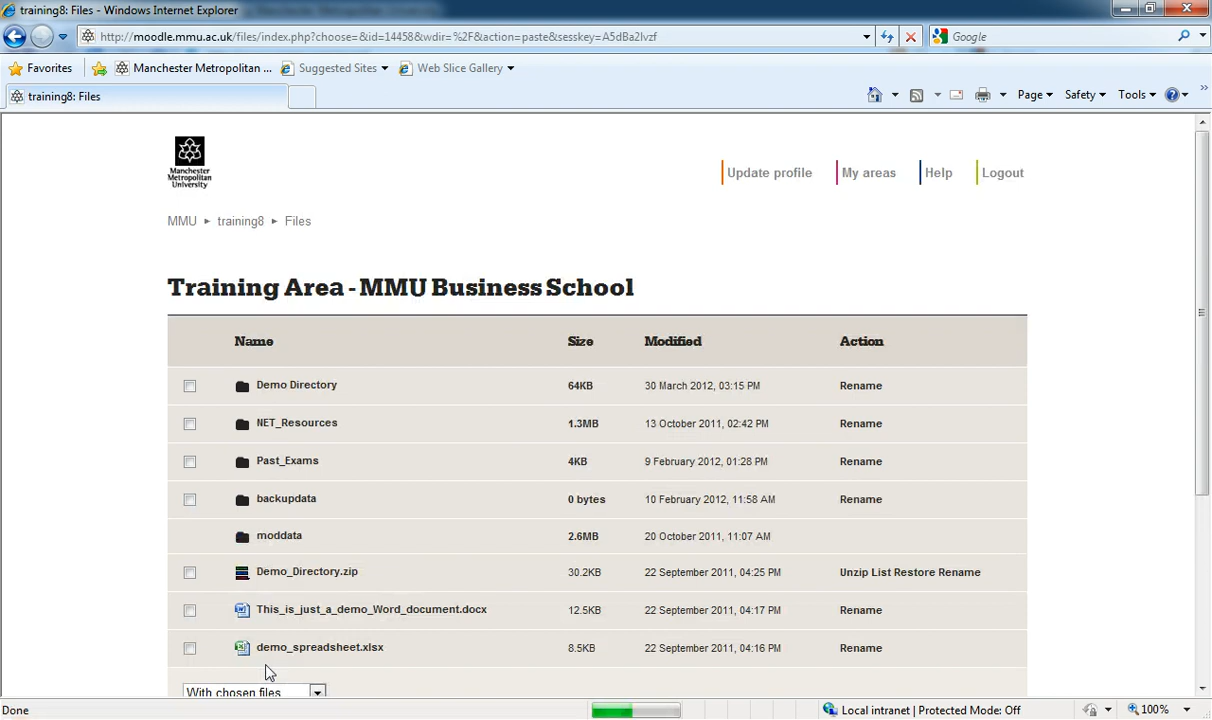 training8: Files - Windows Internet Explorer
http://moodle.mmu.ac.uk/files/index.php?choose=&id=14458&wdir=%2F&action=paste&sesskey=A5dBa2lvzf
Google
Favorites Manchester Metropolitan ... Suggested Sites Web Slice Gallery
training8: Files
Page Safety Tools
Manchester
Metropolitan
University
Update profile My areas Help Logout
MMU ► training8 ► Files
Training Area - MMU Business School
Name Size Modified Action
Demo Directory 64KB 30 March 2012, 03:15 PM Rename
NET_Resources 1.3MB 13 October 2011, 02:42 PM Rename
Past_Exams 4KB 9 February 2012, 01:28 PM Rename
backupdata 0 bytes 10 February 2012, 11:58 AM Rename
moddata 2.6MB 20 October 2011, 11:07 AM
Demo_Directory.zip 30.2KB 22 September 2011, 04:25 PM Unzip List Restore Rename
This_is_just_a_demo_Word_document.docx 12.5KB 22 September 2011, 04:17 PM Rename
demo_spreadsheet.xlsx 8.5KB 22 September 2011, 04:16 PM Rename
With chosen files
Done Local intranet | Protected Mode: Off 100%